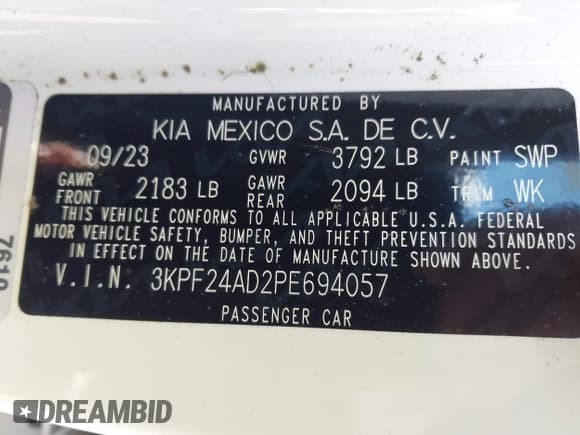 MANUFACTURED BY
KIA MEXICO S.A. DE C.V.
09/23 GVWR 3792 LB PAINT SWP
GAWR FRONT 2183 LB GAWR REAR 2094 LB TRIM WK
THIS VEHICLE CONFORMS TO ALL APPLICABLE U.S.A. FEDERAL
MOTOR VEHICLE SAFETY, BUMPER, AND THEFT PREVENTION STANDARDS
IN EFFECT ON THE DATE OF MANUFACTURE SHOWN ABOVE.
V.I.N. 3KPF24AD2PE694057
PASSENGER CAR
7619
DREAMBID